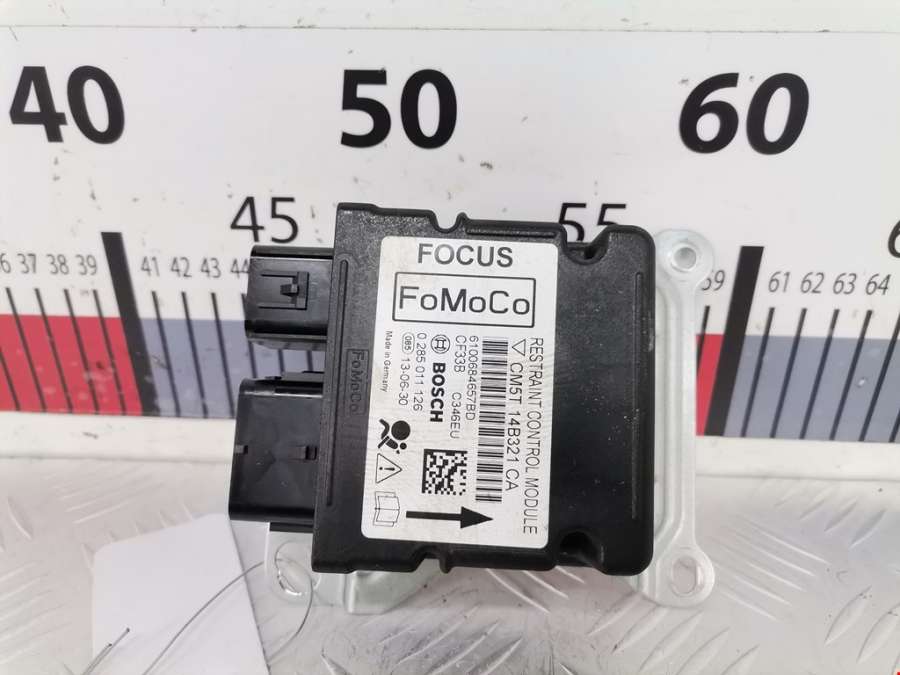 40 50 60
45 55
37 38 39 41 42 43 44 59 61 62 63 64
FOCUS
FoMoCo
RESTRAINT CONTROL MODULE
CM5T 14B321 CA
6100684657BD
CF33B C346EU
BOSCH
0 285 011 126
085 13-06-30
Made in Germany
FoMoCo